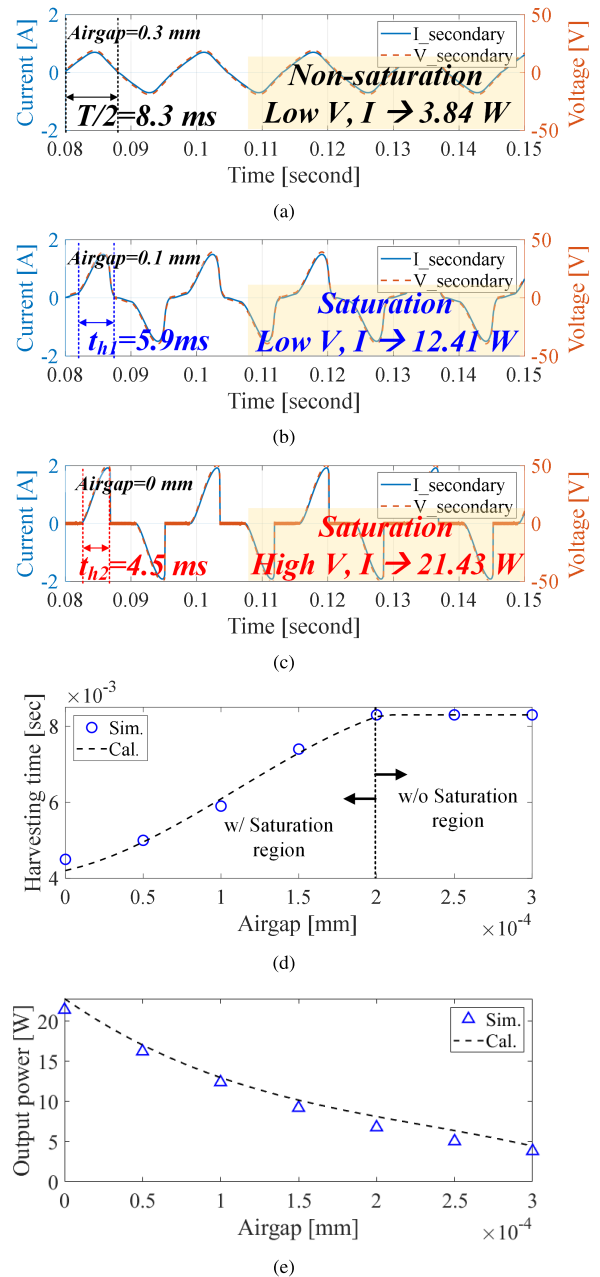 Airgap=0.3 mm
I_secondary
V_secondary
Non-saturation
Low V, I → 3.84 W
T/2=8.3 ms
Current [A]
2
0
-2
Voltage [V]
50
0
-50
0.08 0.09 0.1 0.11 0.12 0.13 0.14 0.15
Time [second]
(a)
Airgap=0.1 mm
I_secondary
V_secondary
Saturation
Low V, I → 12.41 W
t_h1=5.9ms
Current [A]
2
0
-2
Voltage [V]
50
0
-50
0.08 0.09 0.1 0.11 0.12 0.13 0.14 0.15
Time [second]
(b)
Airgap=0 mm
I_secondary
V_secondary
Saturation
High V, I → 21.43 W
t_h2=4.5 ms
Current [A]
2
0
-2
Voltage [V]
50
0
-50
0.08 0.09 0.1 0.11 0.12 0.13 0.14 0.15
Time [second]
(c)
×10⁻³
Harvesting time [sec]
8
6
4
Sim.
Cal.
w/ Saturation
region
w/o Saturation
region
0 0.5 1 1.5 2 2.5 3
Airgap [mm]
×10⁻⁴
(d)
Output power [W]
20
15
10
5
0
Sim.
Cal.
0 0.5 1 1.5 2 2.5 3
Airgap [mm]
×10⁻⁴
(e)